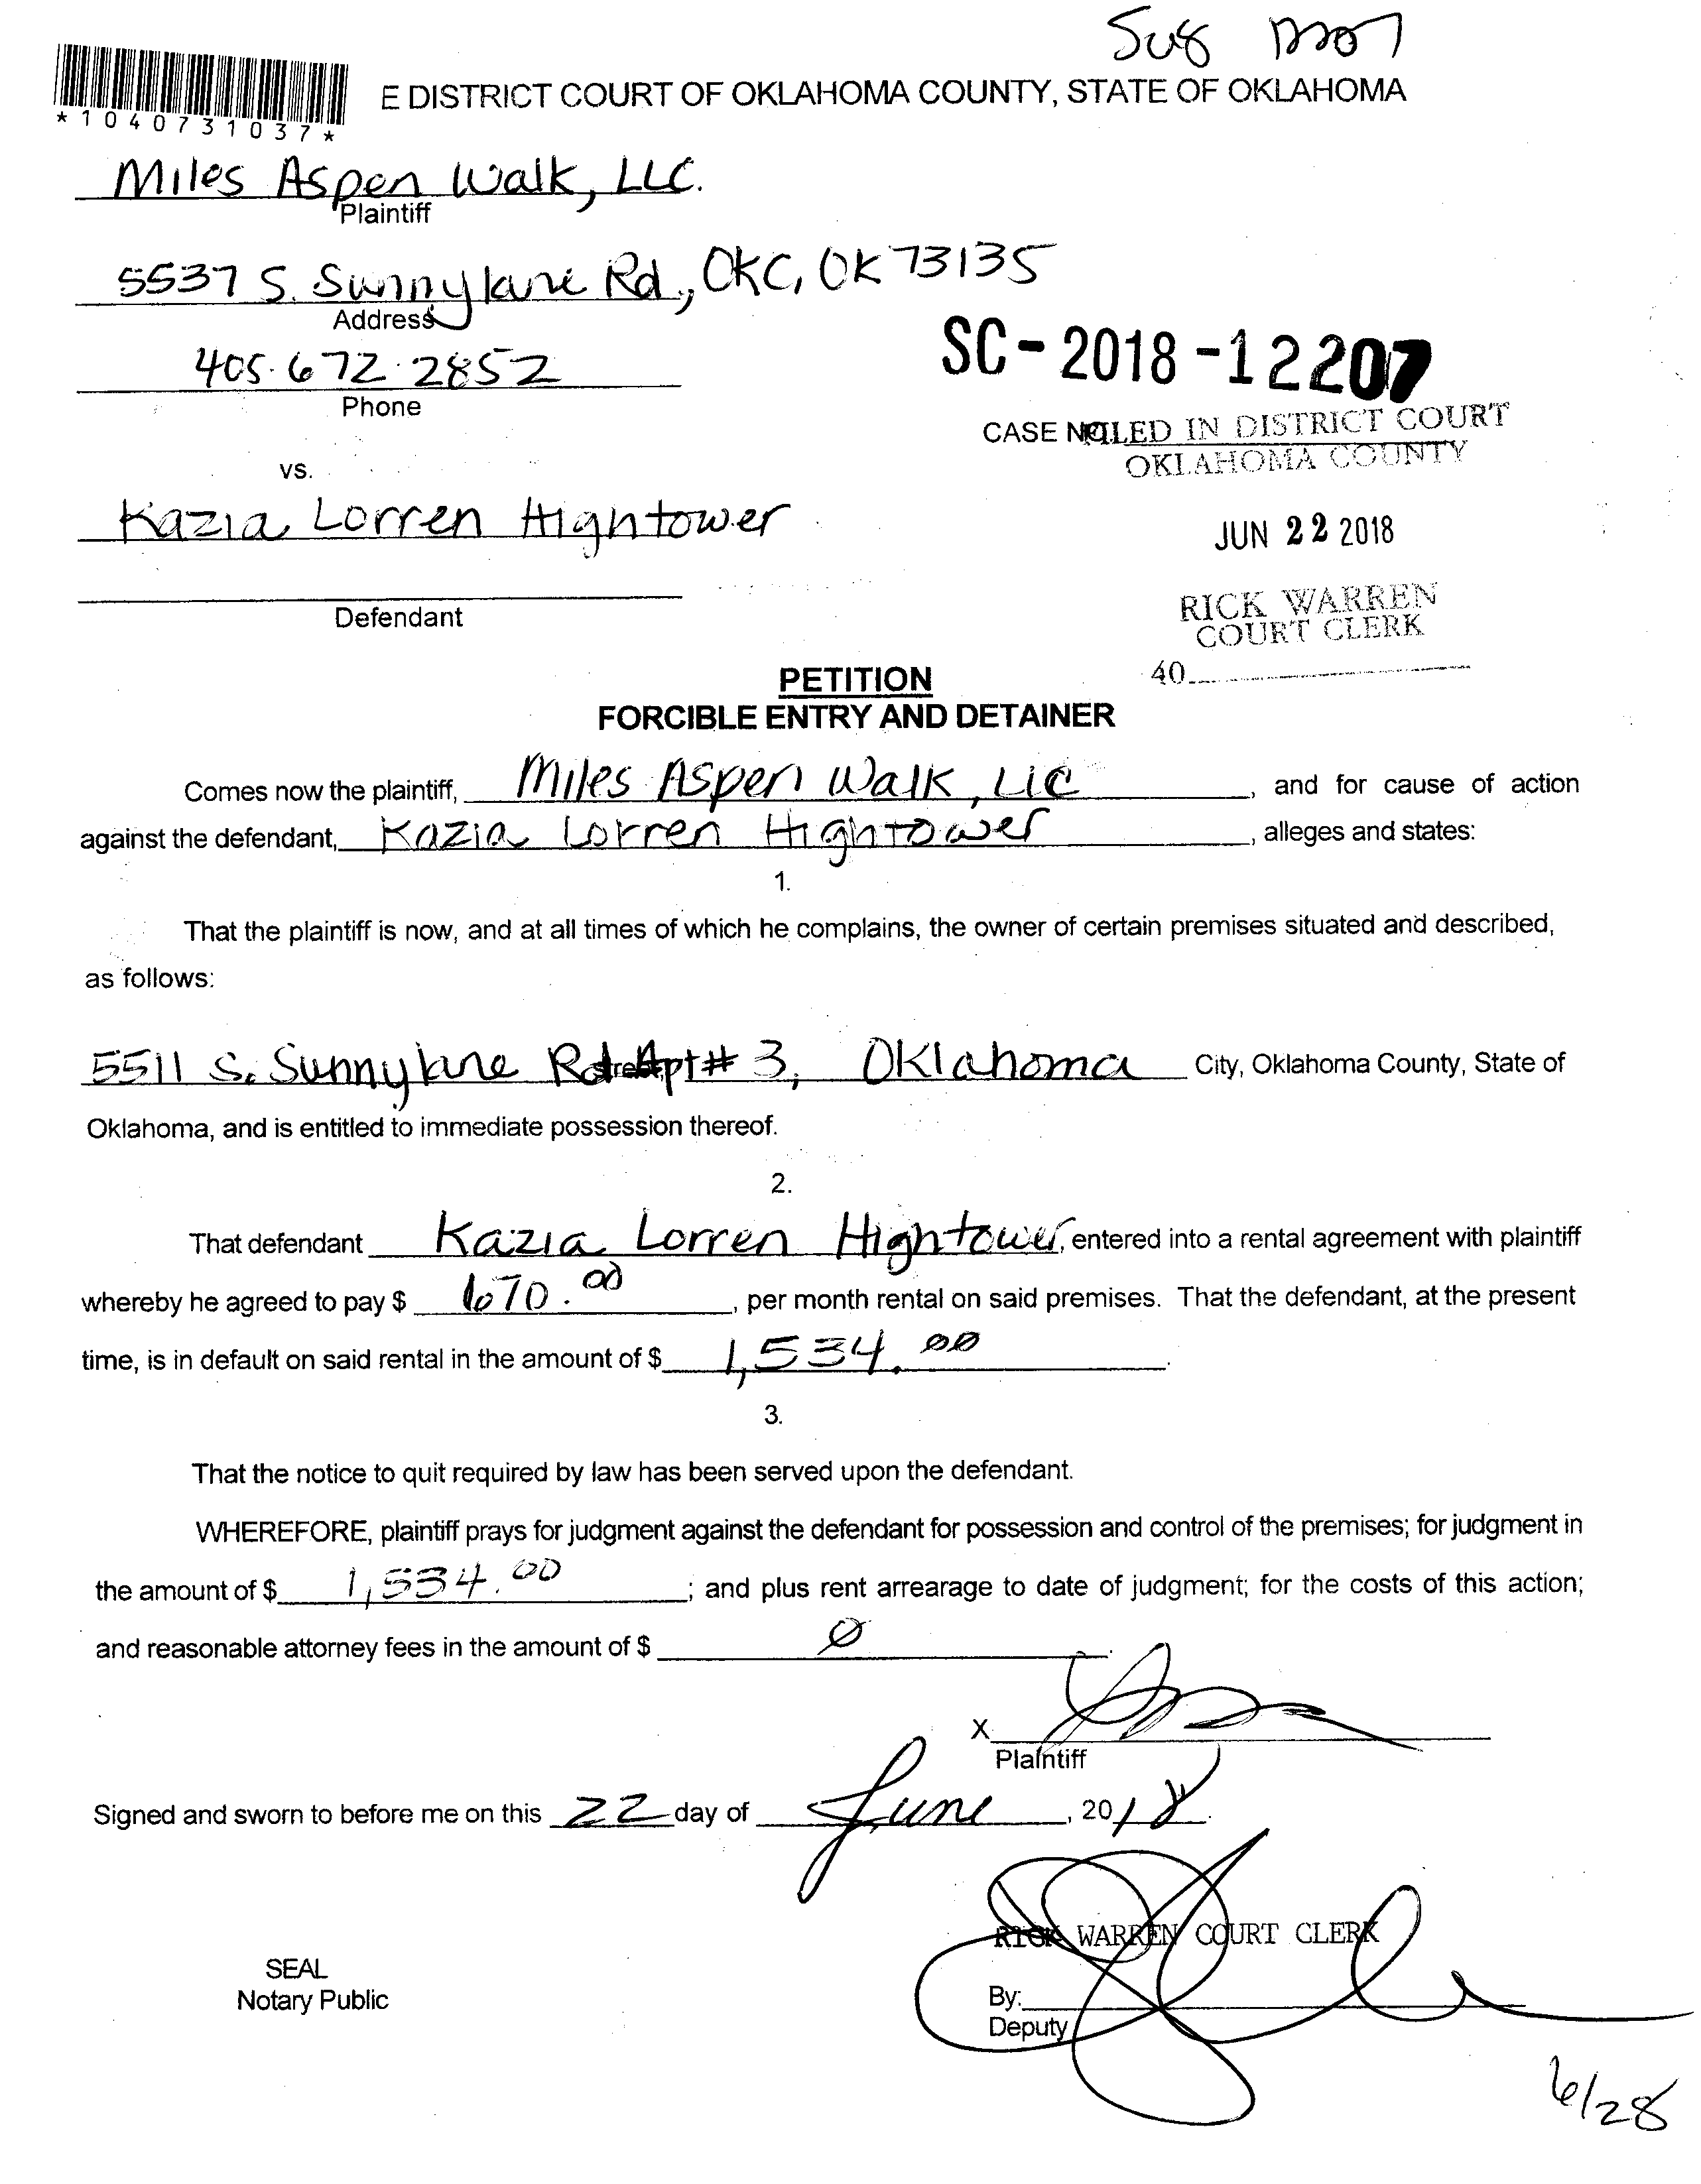 E DISTRICT COURT OF OKLAHOMA COUNTY, STATE OF OKLAHOMA
*1040731037*
Miles Aspen Walk, LLC.
Plaintiff
5537 S. Sunnylane Rd., OKC, OK 73135
Address
405.672.2852
Phone
SC-2018-12207
CASE NO
FILED IN DISTRICT COURT
OKLAHOMA COUNTY
vs.
Kazia Lorren Hightower
JUN 22 2018
Defendant
RICK WARREN
COURT CLERK
40
PETITION
FORCIBLE ENTRY AND DETAINER
Comes now the plaintiff, Miles Aspen Walk, LLC, and for cause of action
against the defendant, Kazia Lorren Hightower, alleges and states:
1.
That the plaintiff is now, and at all times of which he complains, the owner of certain premises situated and described,
as follows:
5511 S. Sunnylane Rd Apt # 3, Oklahoma City, Oklahoma County, State of
Oklahoma, and is entitled to immediate possession thereof.
2.
That defendant Kazia Lorren Hightower, entered into a rental agreement with plaintiff
whereby he agreed to pay $ 670.00, per month rental on said premises. That the defendant, at the present
time, is in default on said rental in the amount of $ 1,534.00.
3.
That the notice to quit required by law has been served upon the defendant.
WHEREFORE, plaintiff prays for judgment against the defendant for possession and control of the premises; for judgment in
the amount of $ 1,534.00; and plus rent arrearage to date of judgment; for the costs of this action;
and reasonable attorney fees in the amount of $ Ø.
X
Plaintiff
Signed and sworn to before me on this 22 day of June, 2018.
RICK WARREN COURT CLERK
SEAL
Notary Public
By:
Deputy
6/28